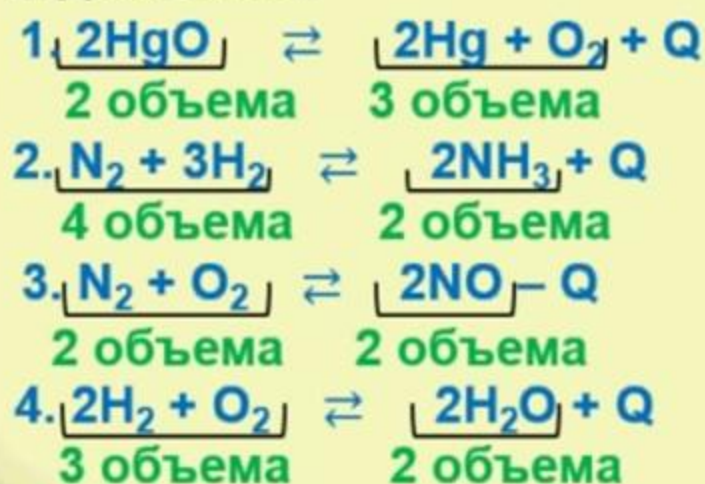 1. 2HgO ⇄ 2Hg + O₂ + Q
2 объема 3 объема
2. N₂ + 3H₂ ⇄ 2NH₃ + Q
4 объема 2 объема
3. N₂ + O₂ ⇄ 2NO – Q
2 объема 2 объема
4. 2H₂ + O₂ ⇄ 2H₂O + Q
3 объема 2 объема